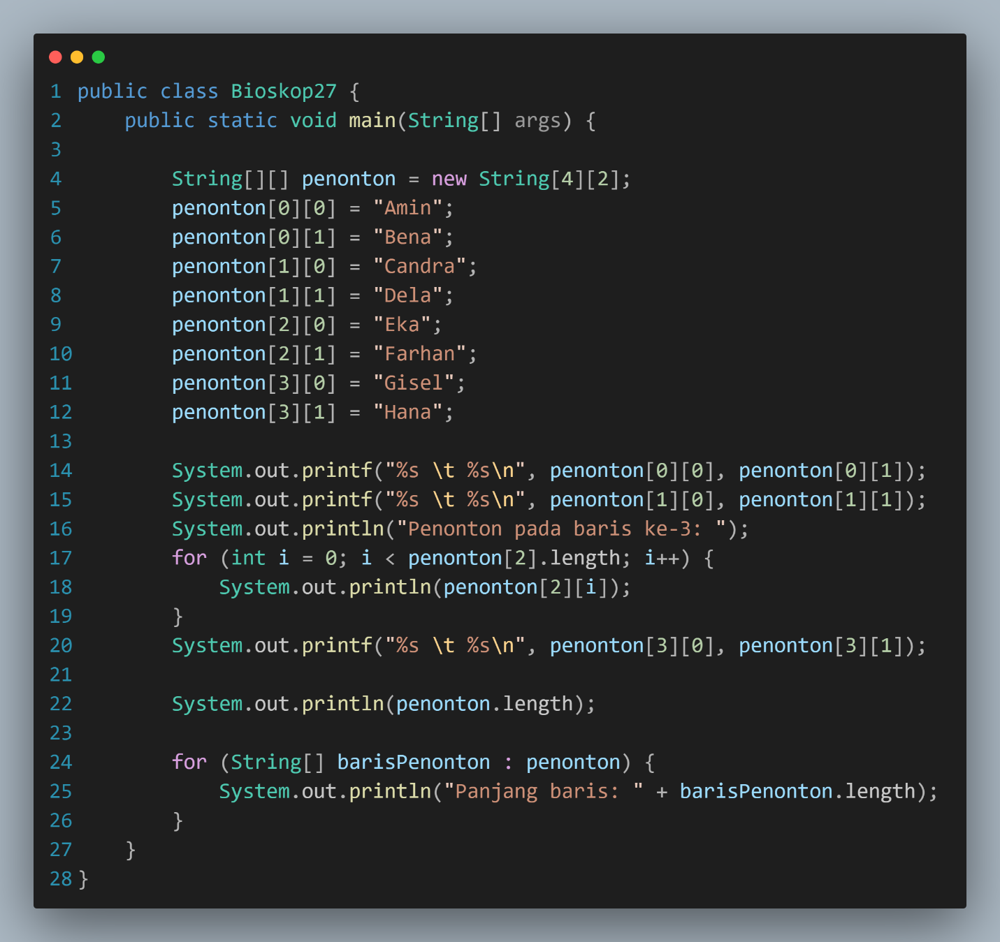 1 public class Bioskop27 {
2     public static void main(String[] args) {
3
4         String[][] penonton = new String[4][2];
5         penonton[0][0] = "Amin";
6         penonton[0][1] = "Bena";
7         penonton[1][0] = "Candra";
8         penonton[1][1] = "Dela";
9         penonton[2][0] = "Eka";
10         penonton[2][1] = "Farhan";
11         penonton[3][0] = "Gisel";
12         penonton[3][1] = "Hana";
13
14         System.out.printf("%s \t %s\n", penonton[0][0], penonton[0][1]);
15         System.out.printf("%s \t %s\n", penonton[1][0], penonton[1][1]);
16         System.out.println("Penonton pada baris ke-3: ");
17         for (int i = 0; i < penonton[2].length; i++) {
18             System.out.println(penonton[2][i]);
19         }
20         System.out.printf("%s \t %s\n", penonton[3][0], penonton[3][1]);
21
22         System.out.println(penonton.length);
23
24         for (String[] barisPenonton : penonton) {
25             System.out.println("Panjang baris: " + barisPenonton.length);
26         }
27     }
28 }